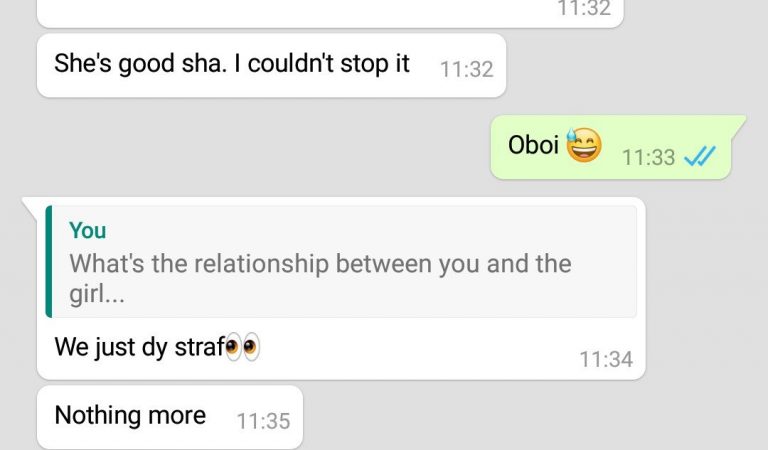 11:32
She's good sha. I couldn't stop it 11:32
Oboi 😅 11:33
You
What's the relationship between you and the
girl...
We just dy straf👀
11:34
Nothing more 11:35